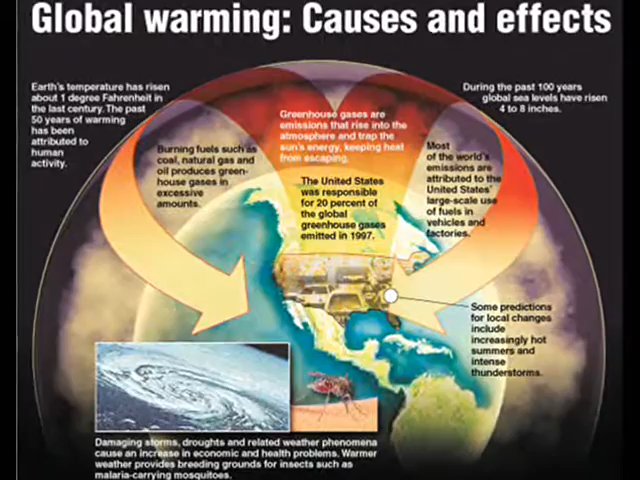 Global warming: Causes and effects
Earth's temperature has risen
about 1 degree Fahrenheit in
the last century. The past
50 years of warming
has been
attributed to
human
activity.
Burning fuels such as
coal, natural gas and
oil produces green-
house gases in
excessive
amounts.
Greenhouse gases are
emissions that rise into the
atmosphere and trap the
sun's energy, keeping heat
from escaping.
The United States
was responsible
for 20 percent of
the global
greenhouse gases
emitted in 1997.
Most
of the world's
emissions are
attributed to the
United States'
large-scale use
of fuels in
vehicles and
factories.
During the past 100 years
global sea levels have risen
4 to 8 inches.
Some predictions
for local changes
include
increasingly hot
summers and
intense
thunderstorms.
Damaging storms, droughts and related weather phenomena
cause an increase in economic and health problems. Warmer
weather provides breeding grounds for insects such as
malaria-carrying mosquitoes.